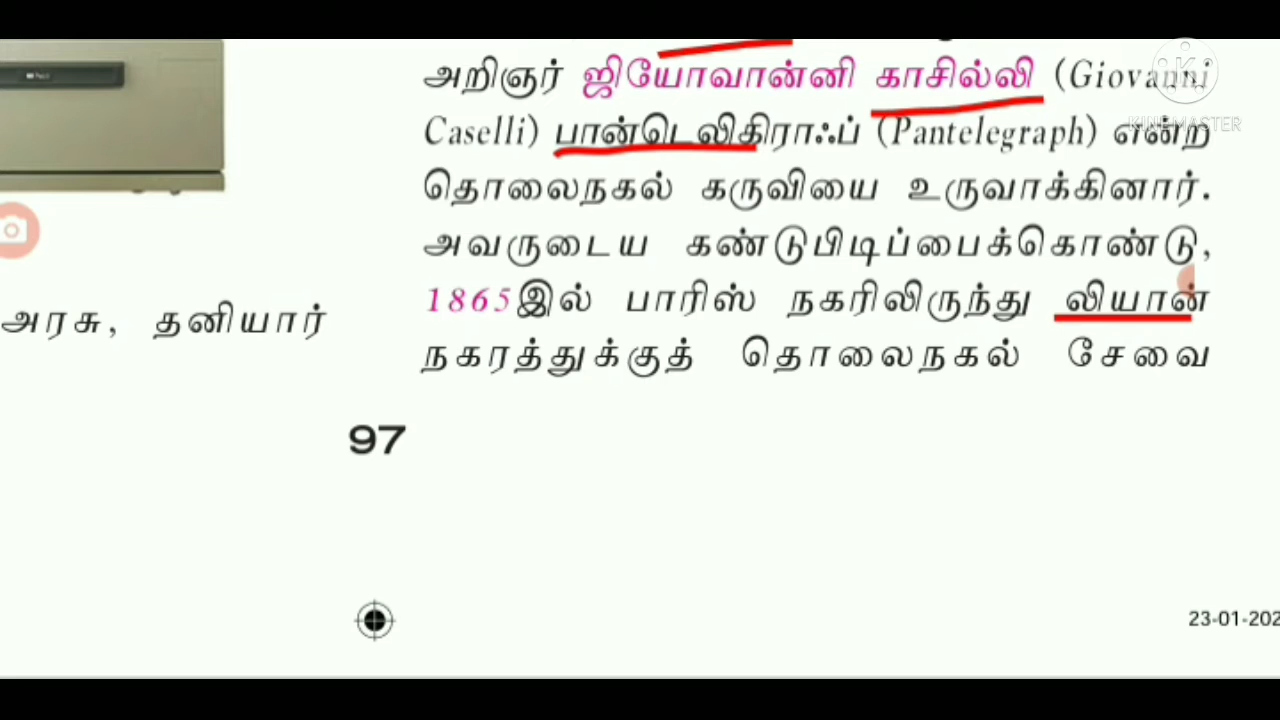 அறிஞர் ஜியோவான்னி காசில்லி (Giovanni
Caselli) பான்டெலிகிராஃப் (Pantelegraph) என்ற
தொலைநகல் கருவியை உருவாக்கினார்.
அவருடைய கண்டுபிடிப்பைக்கொண்டு,
1865இல் பாரிஸ் நகரிலிருந்து லியான்
நகரத்துக்குத் தொலைநகல் சேவை
அரசு, தனியார்
97
23-01-202
KINEMASTER